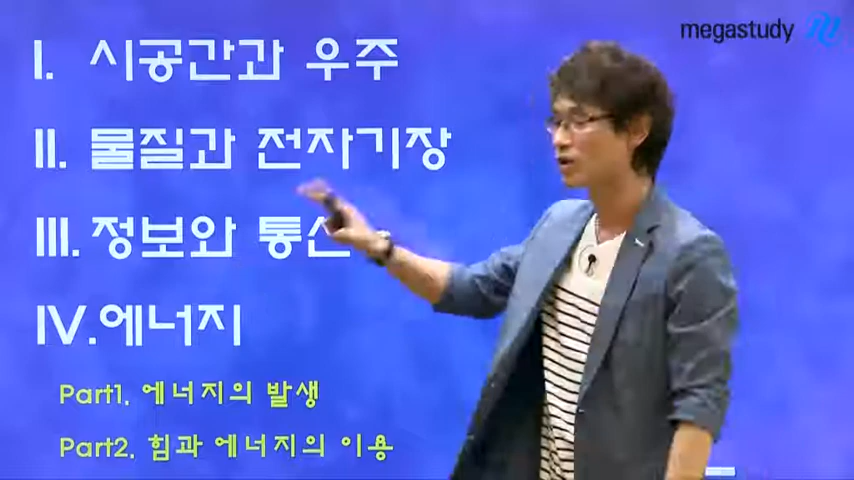 megastudy
I. 시공간과 우주
II. 물질과 전자기장
III. 정보와 통신
IV. 에너지
Part1. 에너지의 발생
Part2. 힘과 에너지의 이용